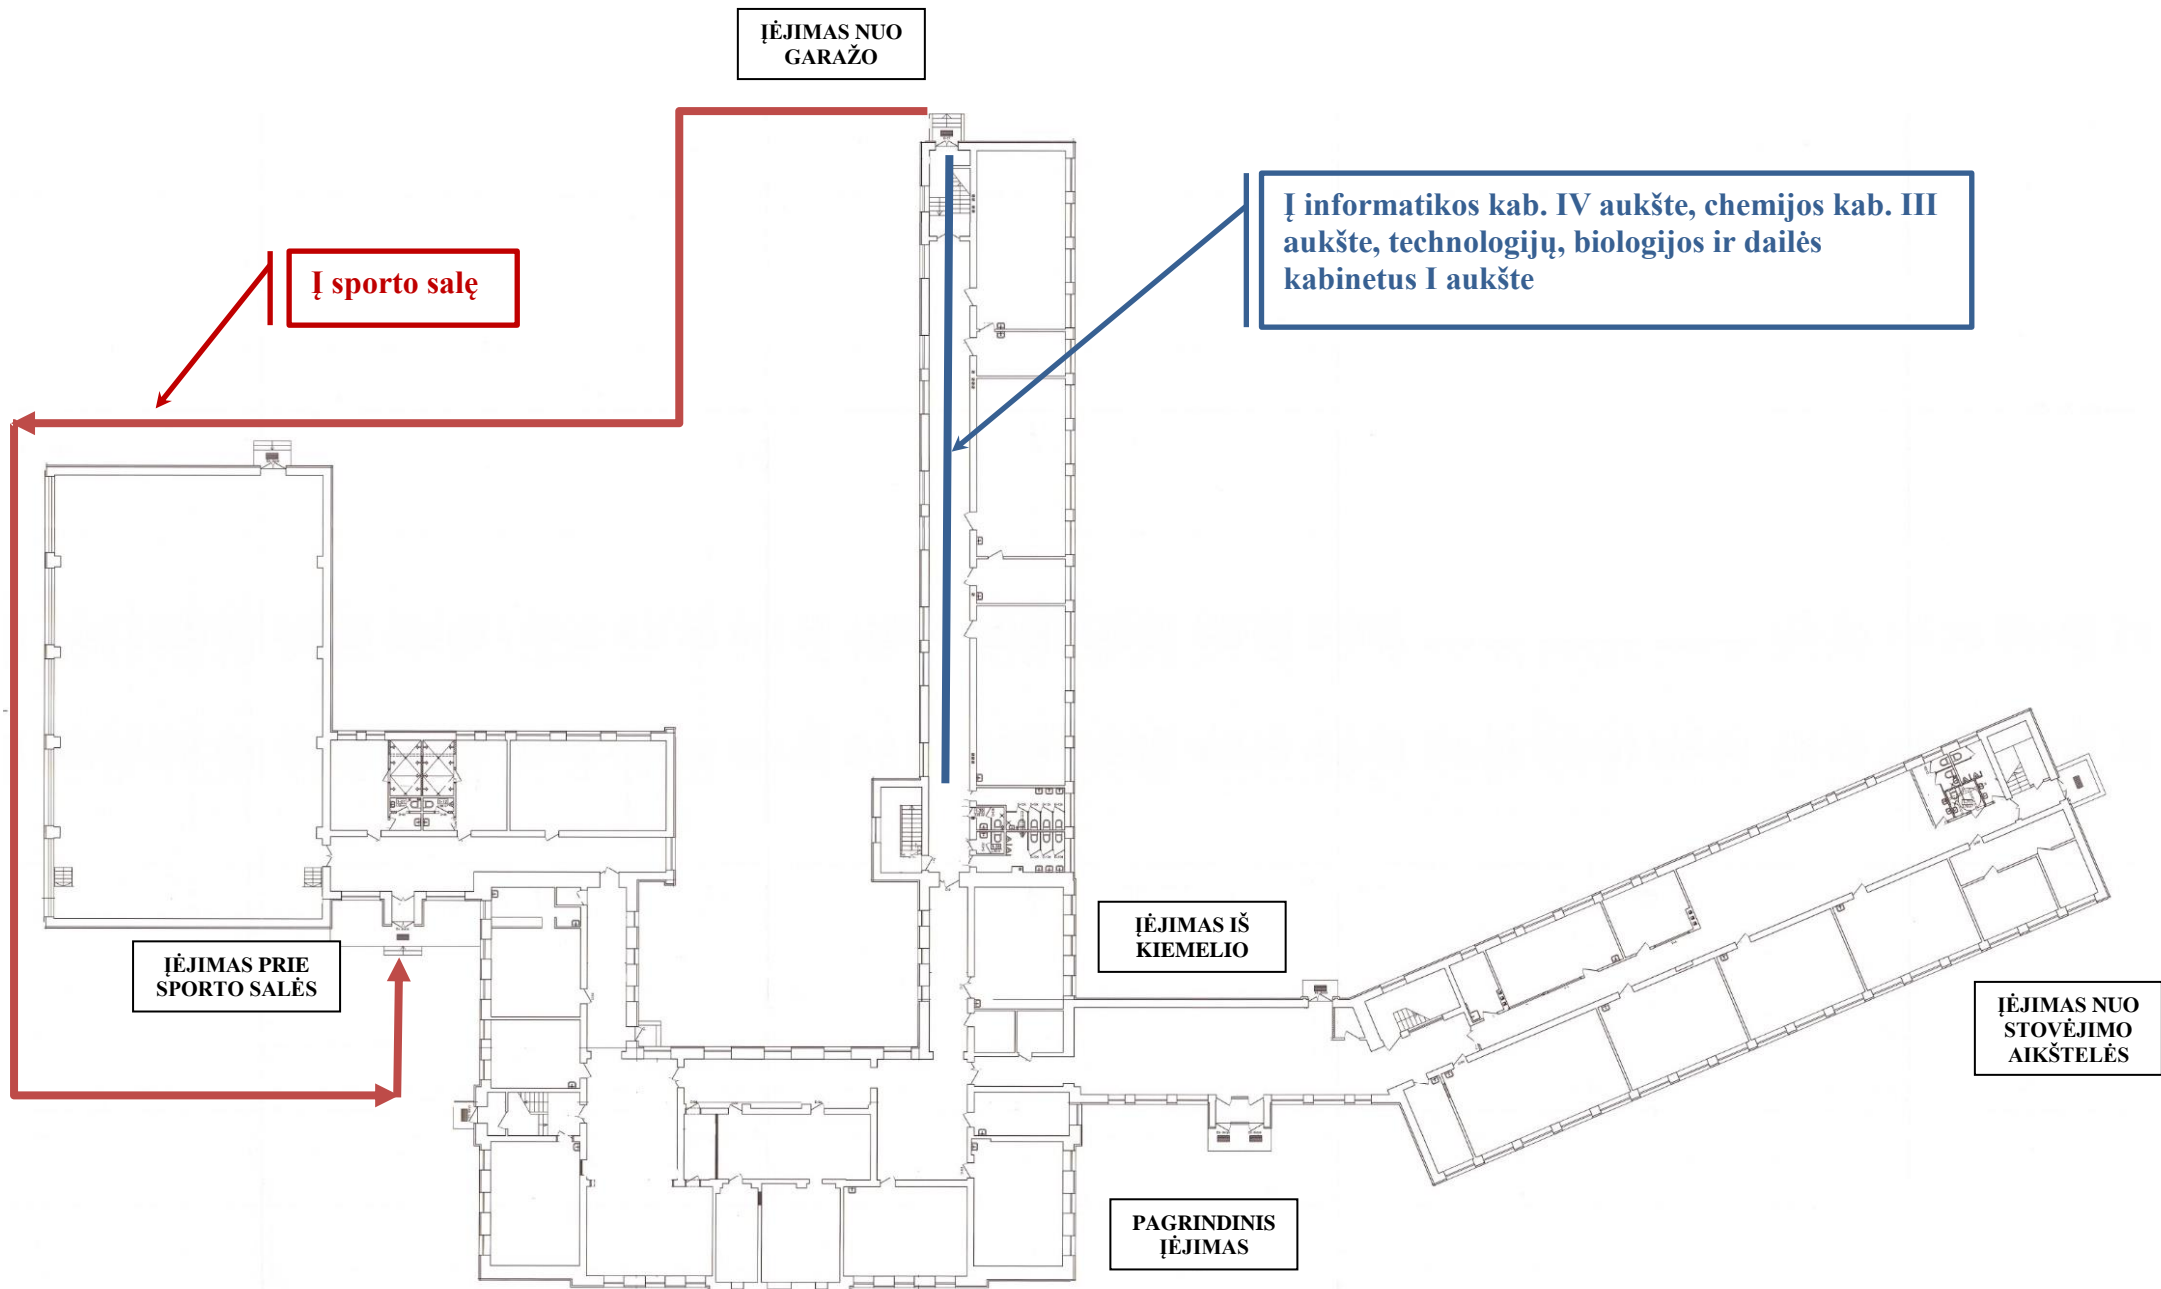 ĮĖJIMAS NUO
GARAŽO
Į informatikos kab. IV aukšte, chemijos kab. III
aukšte, technologijų, biologijos ir dailės
kabinetus I aukšte
Į sporto salę
ĮĖJIMAS IŠ
KIEMELIO
ĮĖJIMAS PRIE
SPORTO SALĖS
ĮĖJIMAS NUO
STOVĖJIMO
AIKŠTELĖS
PAGRINDINIS
ĮĖJIMAS